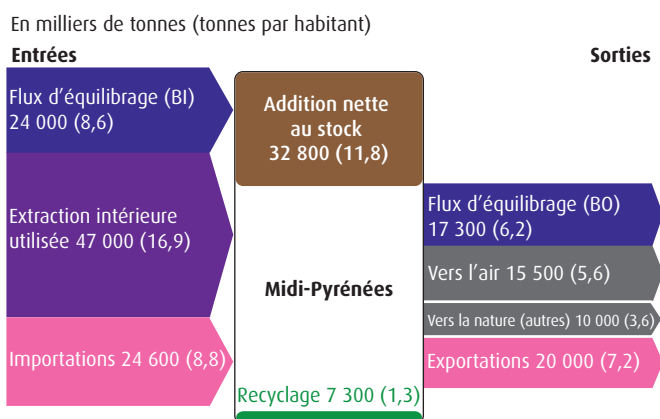 En milliers de tonnes (tonnes par habitant)
Entrées
Sorties
Flux d'équilibrage (BI)
24 000 (8,6)
Extraction intérieure
utilisée 47 000 (16,9)
Importations 24 600 (8,8)
Addition nette
au stock
32 800 (11,8)
Midi-Pyrénées
Recyclage 7 300 (1,3)
Flux d'équilibrage (BO)
17 300 (6,2)
Vers l'air 15 500 (5,6)
Vers la nature (autres) 10 000 (3,6)
Exportations 20 000 (7,2)